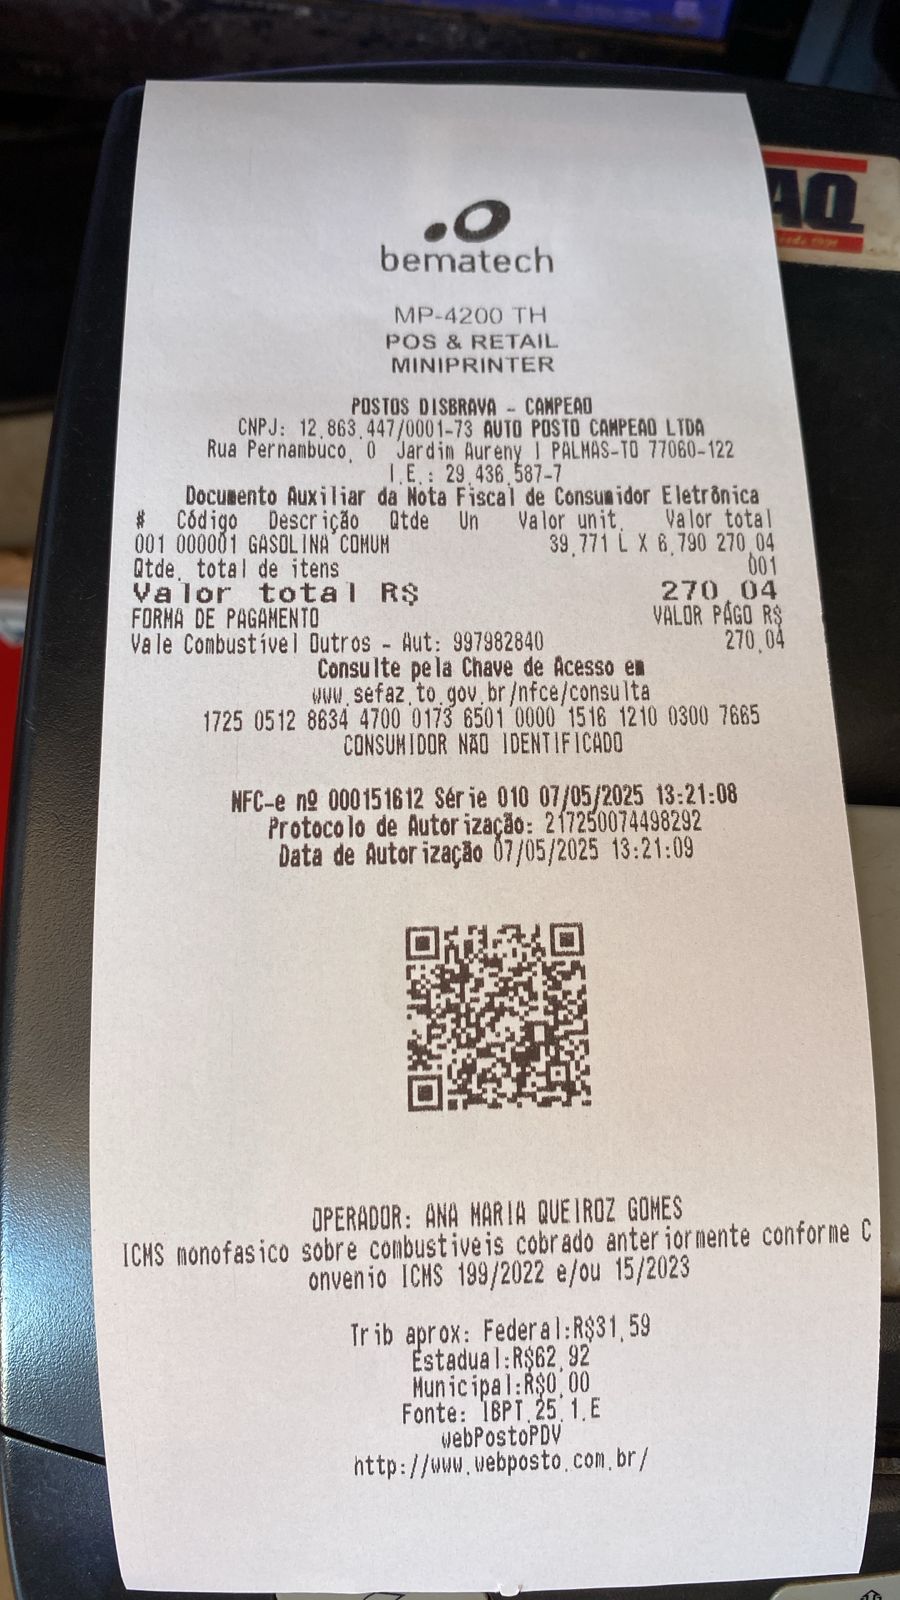 AQ
bematech
MP-4200 TH
POS & RETAIL
MINIPRINTER
POSTOS DISBRAVA - CAMPEAO
CNPJ: 12.863.447/0001-73 AUTO POSTO CAMPEAO LTDA
Rua Pernambuco, 0 Jardim Aureny I PALMAS-TO 77060-122
I.E.: 29.436.587-7
Documento Auxiliar da Nota Fiscal de Consumidor Eletrônica
# Código Descrição Qtde Un Valor unit. Valor total
001 000001 GASOLINA COMUM 39,771 L X 6,790 270,04
Qtde. total de itens 001
Valor total R$ 270,04
FORMA DE PAGAMENTO VALOR PAGO R$
Vale Combustível Outros - Aut: 997982840 270,04
Consulte pela Chave de Acesso em
www.sefaz.to.gov.br/nfce/consulta
1725 0512 8634 4700 0173 6501 0000 1516 1210 0300 7665
CONSUMIDOR NÃO IDENTIFICADO
NFC-e nº 000151612 Série 010 07/05/2025 13:21:08
Protocolo de Autorização: 217250074498292
Data de Autorização 07/05/2025 13:21:09
OPERADOR: ANA MARIA QUEIROZ GOMES
ICMS monofasico sobre combustiveis cobrado anteriormente conforme C
onvenio ICMS 199/2022 e/ou 15/2023
Trib aprox: Federal:R$31,59
Estadual:R$62,92
Municipal:R$0,00
Fonte: IBPT.25.1.E
webPostoPDV
http://www.webposto.com.br/